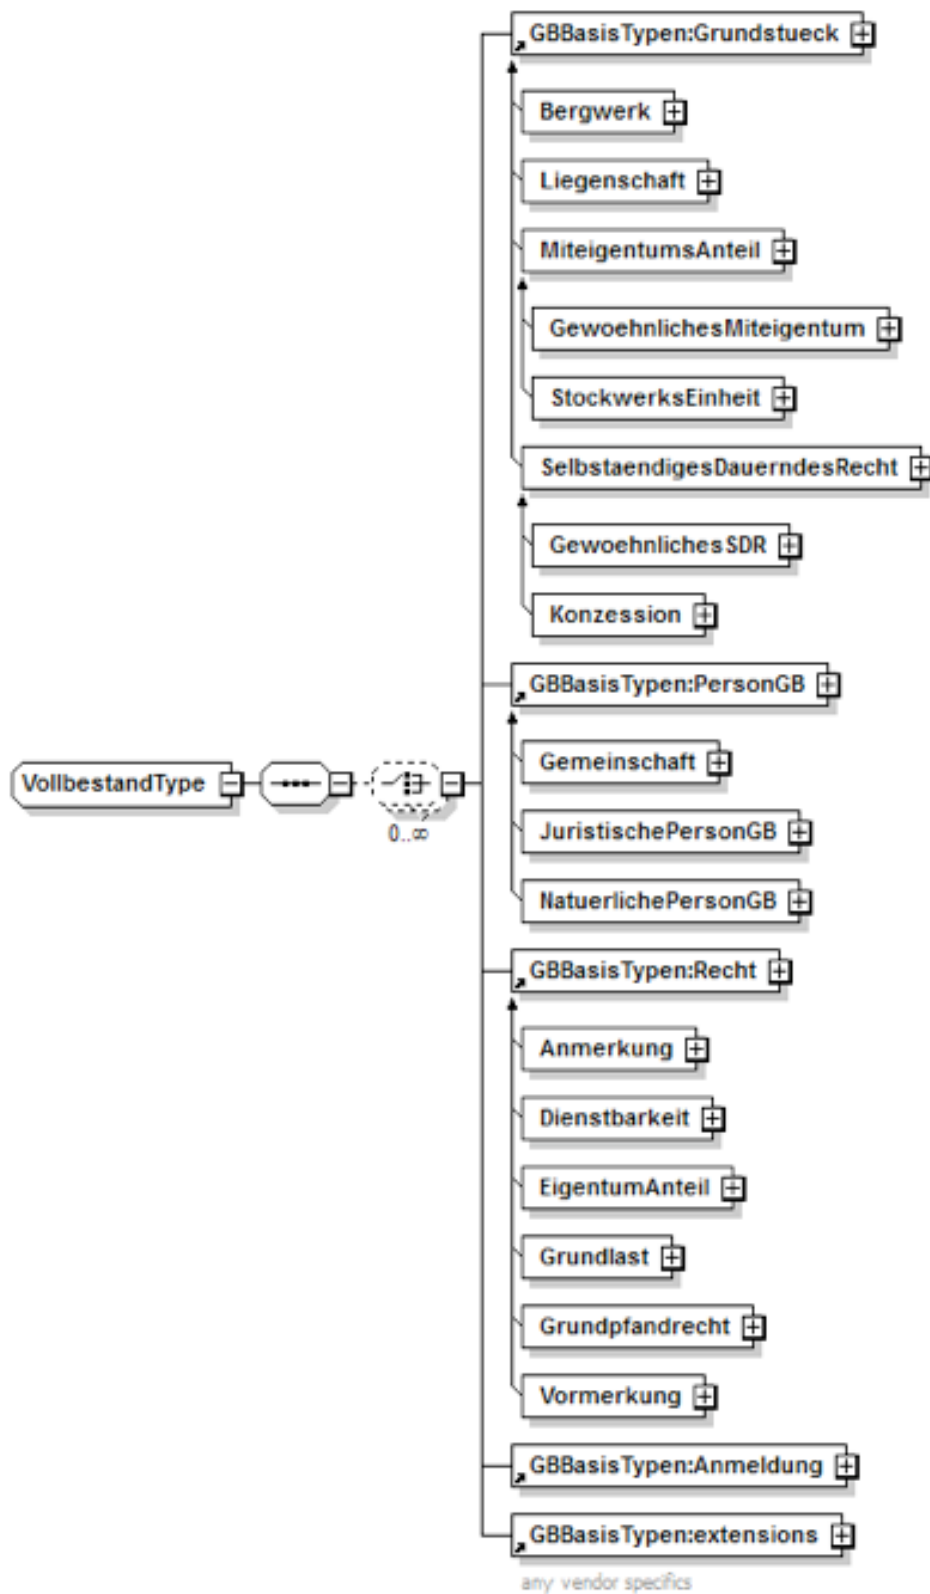 GBBasisTypen:Grundstueck
Bergwerk
Liegenschaft
MiteigentumsAnteil
GewoehnlichesMiteigentum
StockwerksEinheit
SelbstaendigesDauerndesRecht
GewoehnlichesSDR
Konzession
GBBasisTypen:PersonGB
Gemeinschaft
VollbestandType
0..∞
JuristischePersonGB
NatuerlichePersonGB
GBBasisTypen:Recht
Anmerkung
Dienstbarkeit
EigentumAnteil
Grundlast
Grundpfandrecht
Vormerkung
GBBasisTypen:Anmeldung
GBBasisTypen:extensions
any vendor specifics